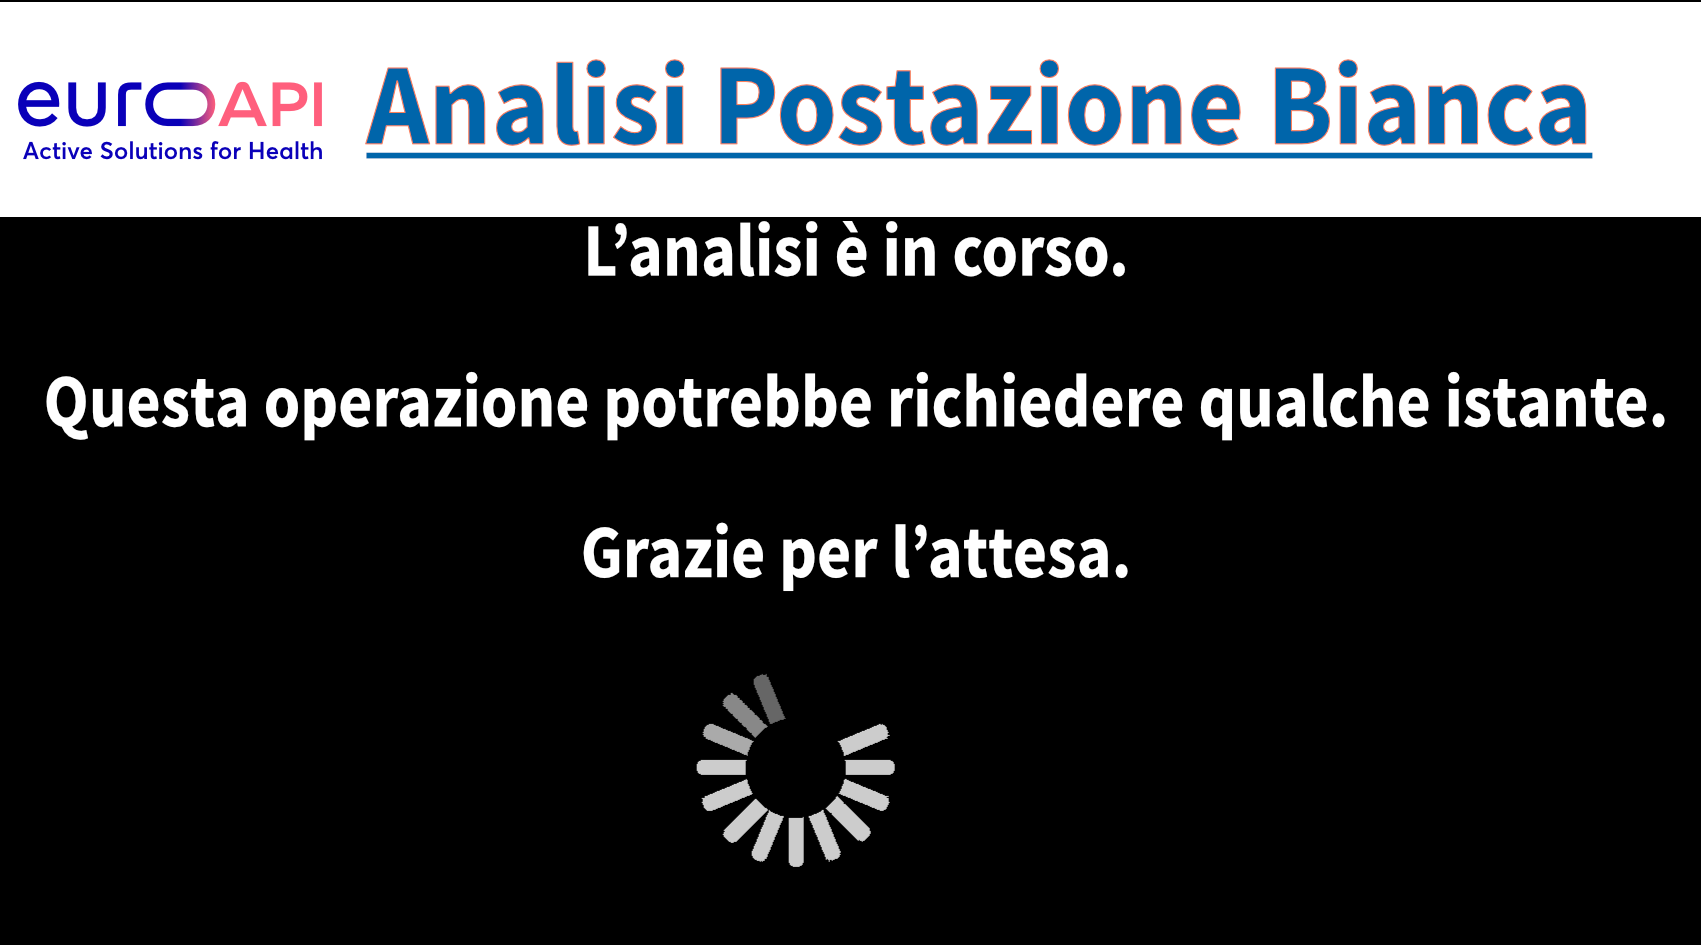 euroAPI
Active Solutions for Health
Analisi Postazione Bianca
L’analisi è in corso.
Questa operazione potrebbe richiedere qualche istante.
Grazie per l’attesa.